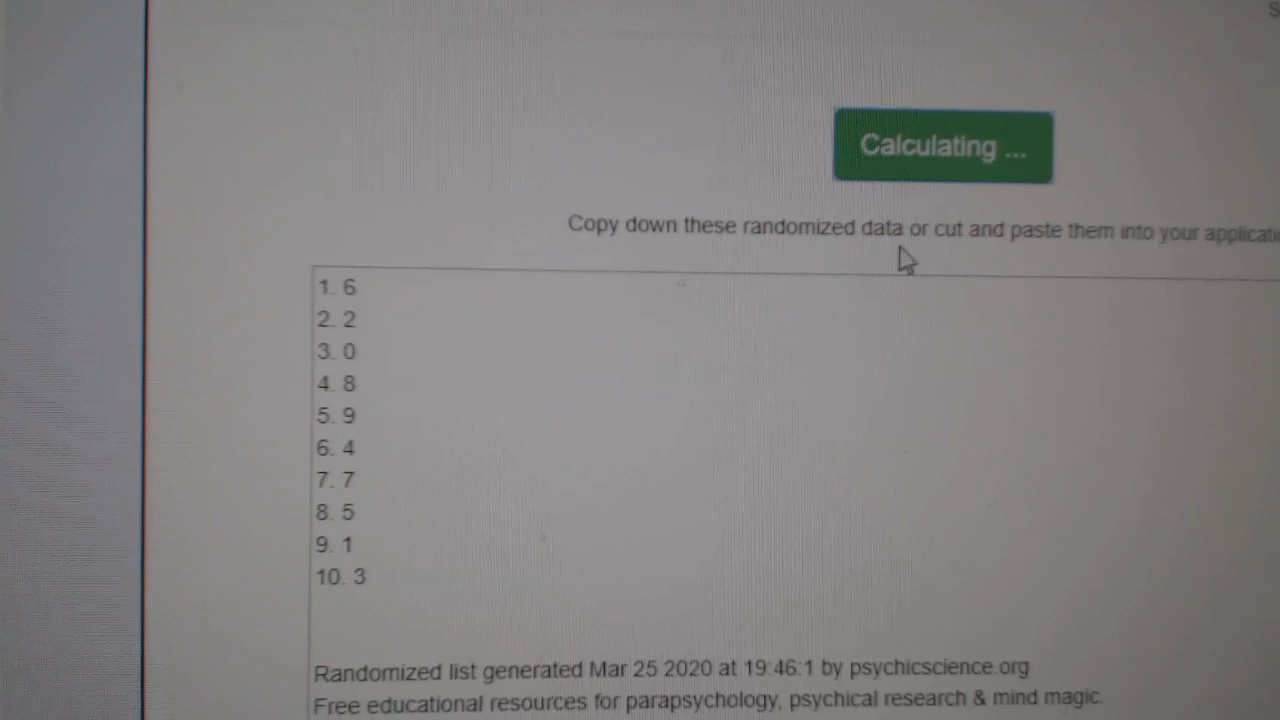 Calculating ...
Copy down these randomized data or cut and paste them into your
1. 6
2. 2
3. 0
4. 8
5. 9
6. 4
7. 7
8. 5
9. 1
10. 3
Randomized list generated Mar 25 2020 at 19:46:1 by psychicscience.org
Free educational resources for parapsychology, psychical research & mind magic.